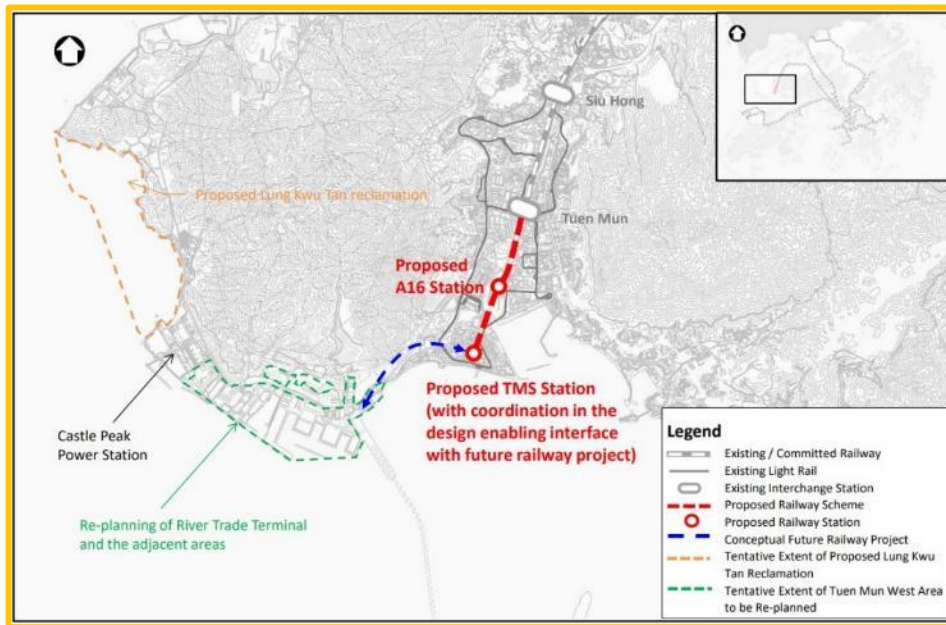 Siu Hong
Proposed Lung Kwu Tan reclamation
Tuen Mun
Proposed
A16 Station
Proposed TMS Station
(with coordination in the
design enabling interface
with future railway project)
Castle Peak
Power Station
Re-planning of River Trade Terminal
and the adjacent areas
Legend
Existing / Committed Railway
Existing Light Rail
Existing Interchange Station
Proposed Railway Scheme
Proposed Railway Station
Conceptual Future Railway Project
Tentative Extent of Proposed Lung Kwu
Tan Reclamation
Tentative Extent of Tuen Mun West Area
to be Re-planned